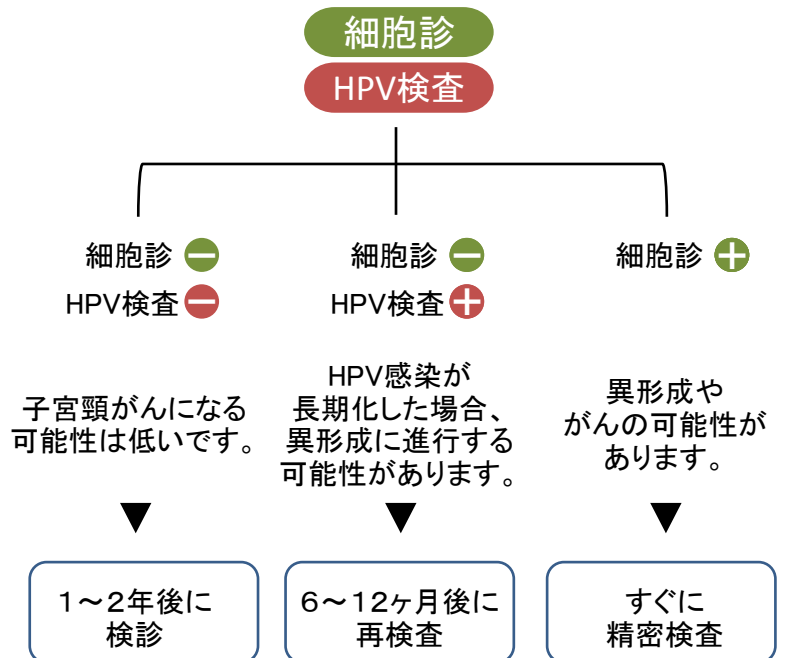 細胞診
HPV検査
細胞診 －
HPV検査 －
子宮頸がんになる
可能性は低いです。
▼
1～2年後に
検診
細胞診 －
HPV検査 ＋
HPV感染が
長期化した場合、
異形成に進行する
可能性があります。
▼
6～12ヶ月後に
再検査
細胞診 ＋
異形成や
がんの可能性が
あります。
▼
すぐに
精密検査